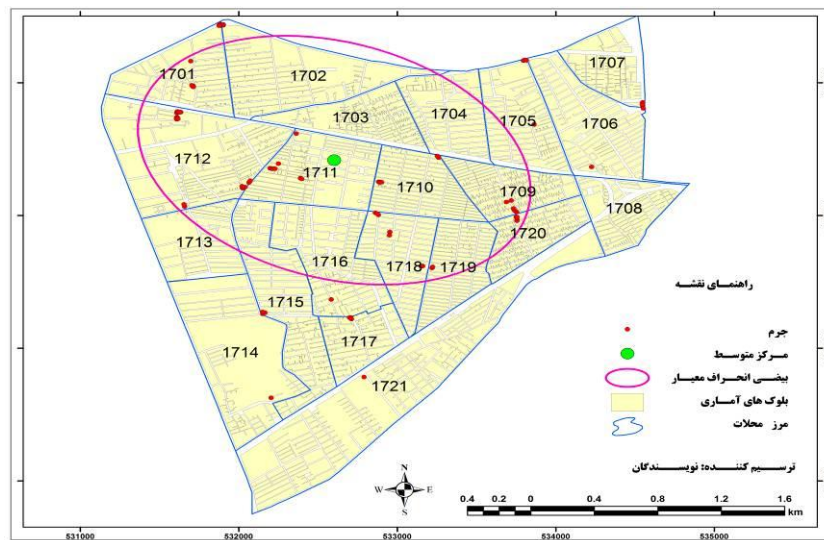 1701
1702
1707
1703
1704
1705
1706
1712
1711
1710
1709
1708
1713
1720
1716
1718
1719
1715
1714
1717
1721
راهنمای نقشه
جرم
مرکز متوسط
بیضی انحراف معیار
بلوک های آماری
مرز محلات
ترسیم کننده: نویسندگان
N
W E
S
0.4 0.2 0 0.4 0.8 1.2 1.6
km
531000 532000 533000 534000 535000